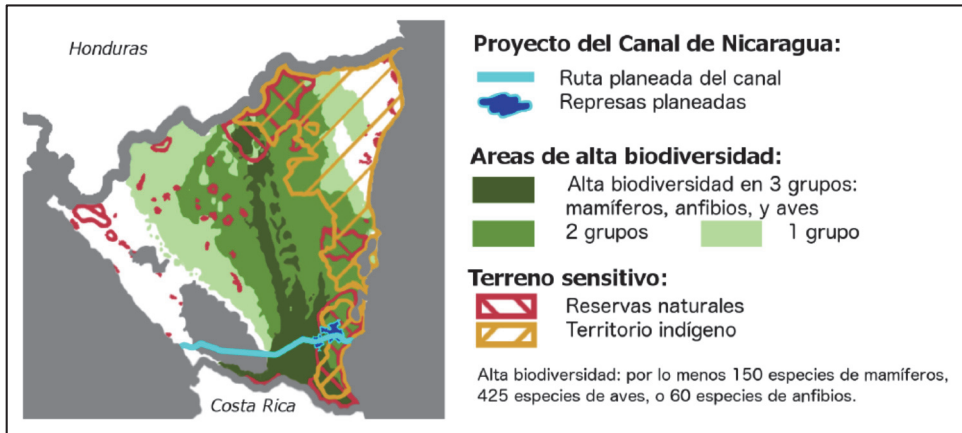 Honduras
Costa Rica
Proyecto del Canal de Nicaragua:
Ruta planeada del canal
Represas planeadas
Areas de alta biodiversidad:
Alta biodiversidad en 3 grupos:
mamíferos, anfibios, y aves
2 grupos
1 grupo
Terreno sensitivo:
Reservas naturales
Territorio indígeno
Alta biodiversidad: por lo menos 150 especies de mamíferos,
425 especies de aves, o 60 especies de anfibios.